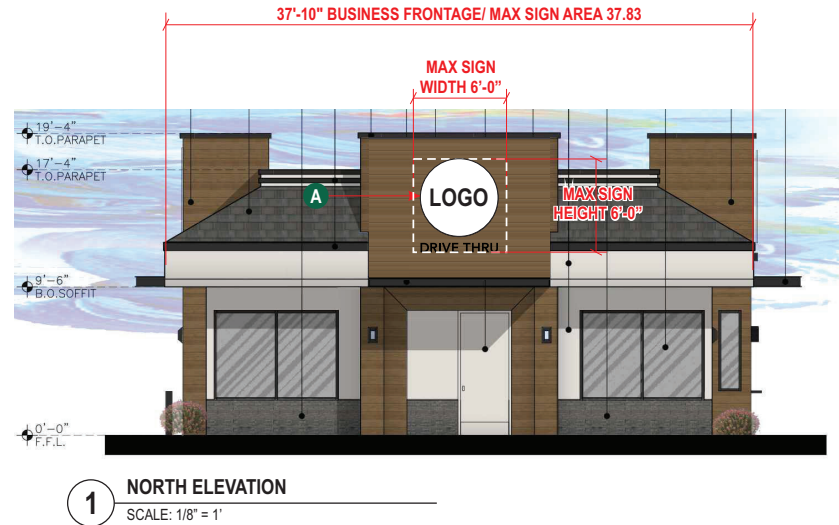 37'-10" BUSINESS FRONTAGE/ MAX SIGN AREA 37.83
MAX SIGN
WIDTH 6'-0"
19'-4"
T.O.PARAPET
17'-4"
T.O.PARAPET
A
LOGO
MAX SIGN
HEIGHT 6'-0"
DRIVE THRU
9'-6"
B.O.SOFFIT
0'-0"
F.F.L.
1
NORTH ELEVATION
SCALE: 1/8" = 1'